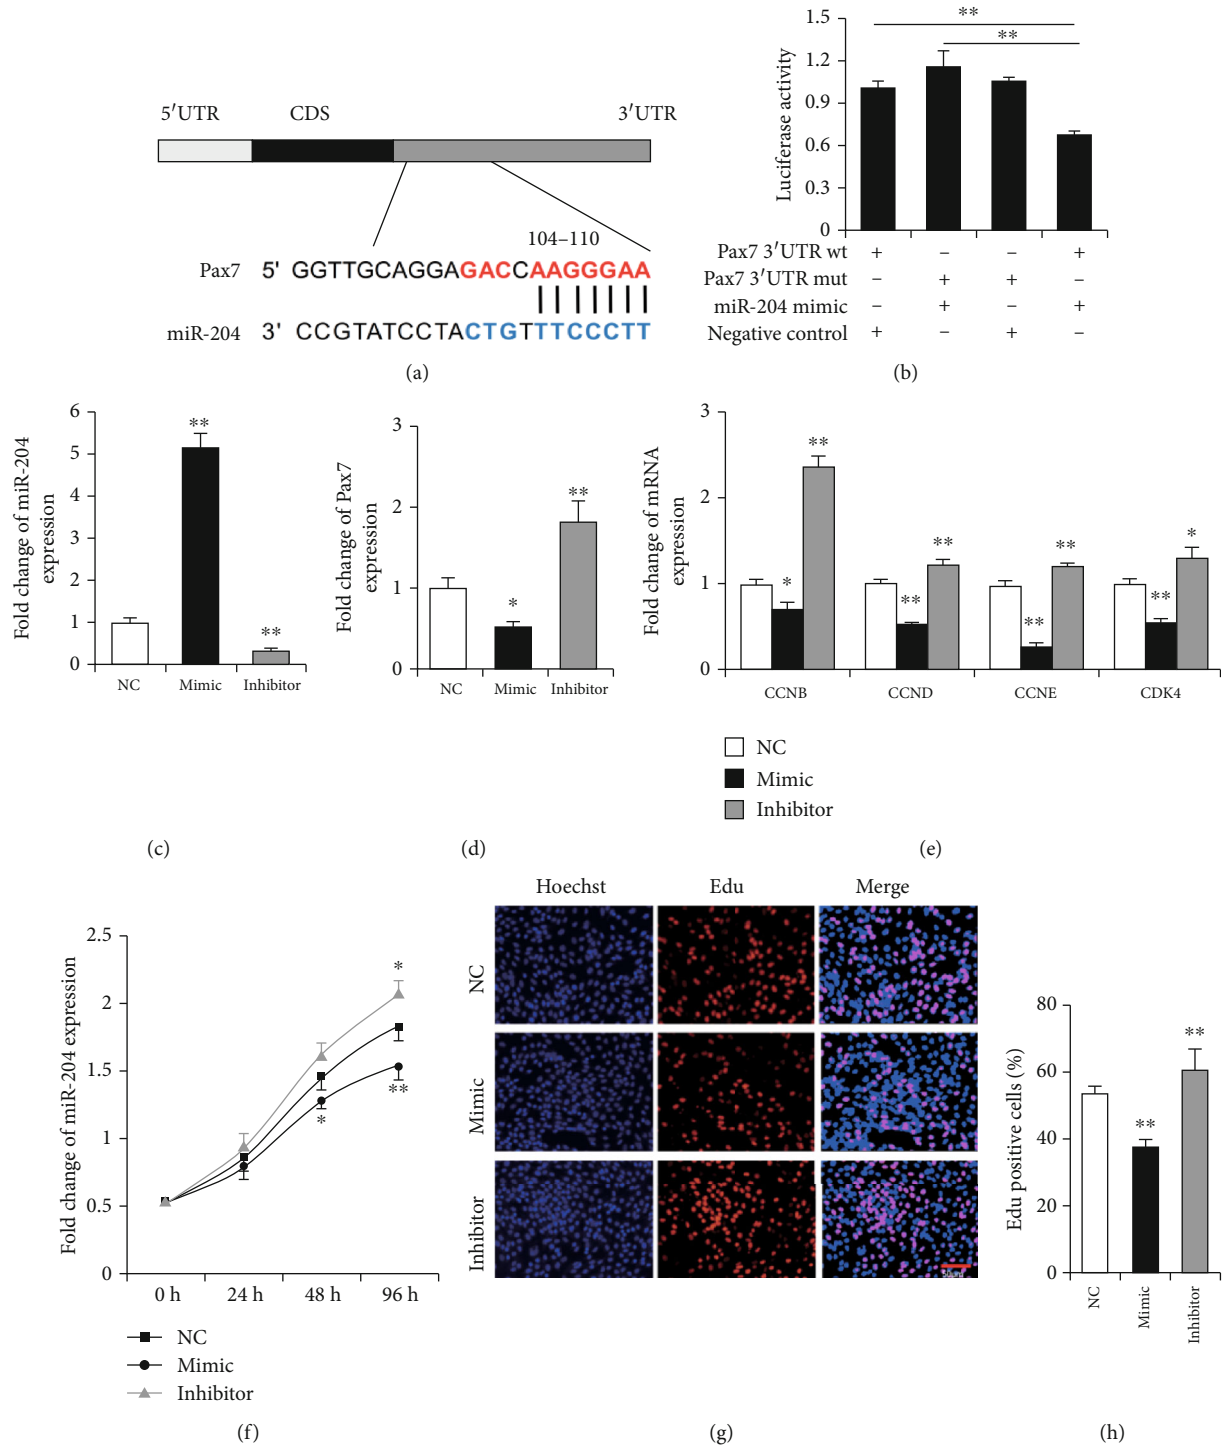 5′UTR CDS 3′UTR
104–110
Pax7 5' GGTTGCAGGAGACCAAGGGAA
miR-204 3' CCGTATCCTACTGTTTCCCTT
(a)
1.5
1.2
0.9
0.6
0.3
0
Luciferase activity
** 
**
Pax7 3′UTR wt + – – +
Pax7 3′UTR mut – + + –
miR-204 mimic – + – +
Negative control + – + –
(b)
Fold change of miR-204
expression
6
5
4
3
2
1
0
**
**
NC Mimic Inhibitor
(c)
Fold change of Pax7
expression
3
2
1
0
*
**
NC Mimic Inhibitor
(d)
Fold change of mRNA
expression
3
2
1
0
* **
** **
** **
** *
CCNB CCND CCNE CDK4
NC
Mimic
Inhibitor
(e)
Fold change of miR-204 expression
2.5
2
1.5
1
0.5
0
*
*
**
0 h 24 h 48 h 96 h
NC
Mimic
Inhibitor
(f)
Hoechst Edu Merge
NC
Mimic
Inhibitor
(g)
Edu positive cells (%)
80
60
40
20
0
**
**
NC Mimic Inhibitor
(h)